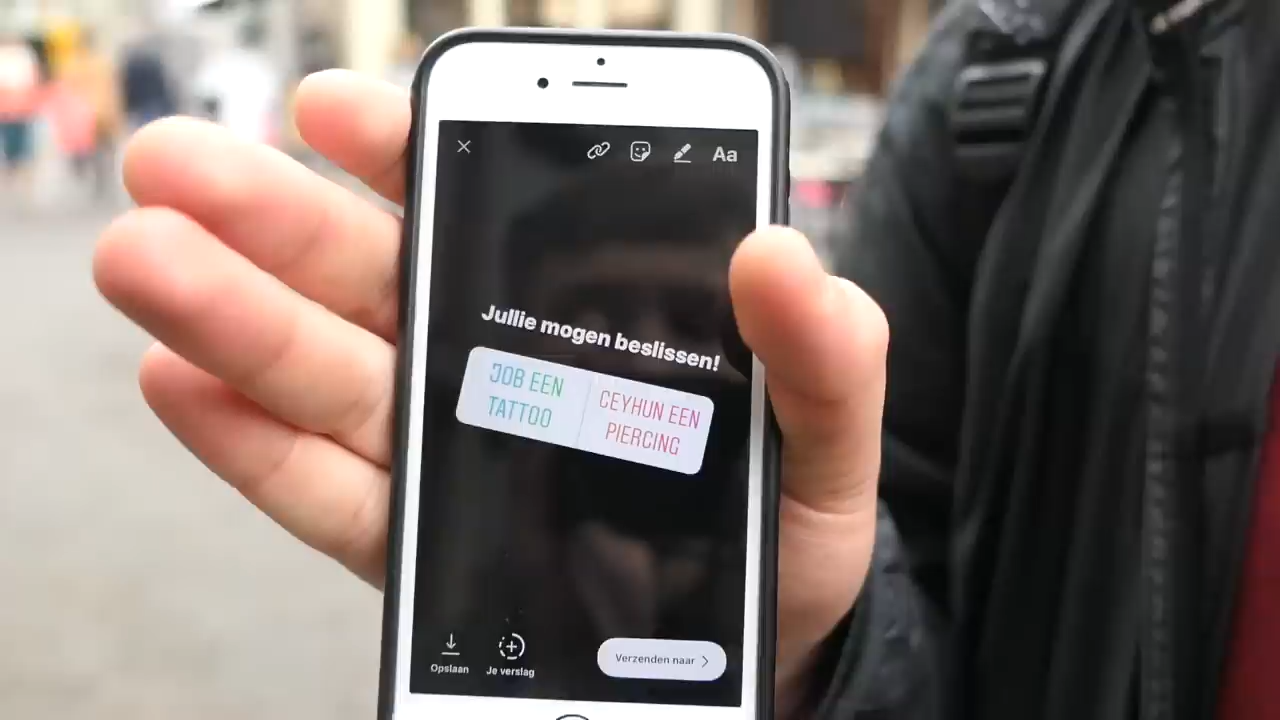 Aa
Jullie mogen beslissen!
JOB EEN
TATTOO
CEYHUN EEN
PIERCING
Opslaan
Je verslag
Verzenden naar